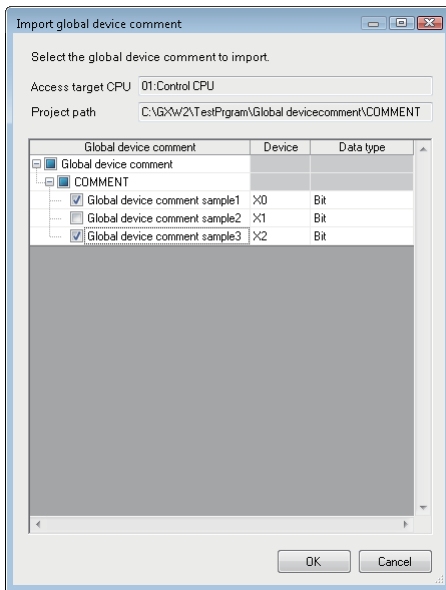 Import global device comment
Select the global device comment to import.
Access target CPU 01:Control CPU
Project path C:\GXW2\TestPrgram\Global devicecomment\COMMENT
Global device comment Device Data type
Global device comment
COMMENT
Global device comment sample1 X0 Bit
Global device comment sample2 X1 Bit
Global device comment sample3 X2 Bit
OK Cancel